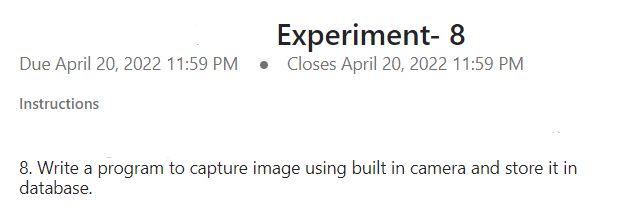 Experiment- 8
Due April 20, 2022 11:59 PM ● Closes April 20, 2022 11:59 PM
Instructions
8. Write a program to capture image using built in camera and store it in
database.